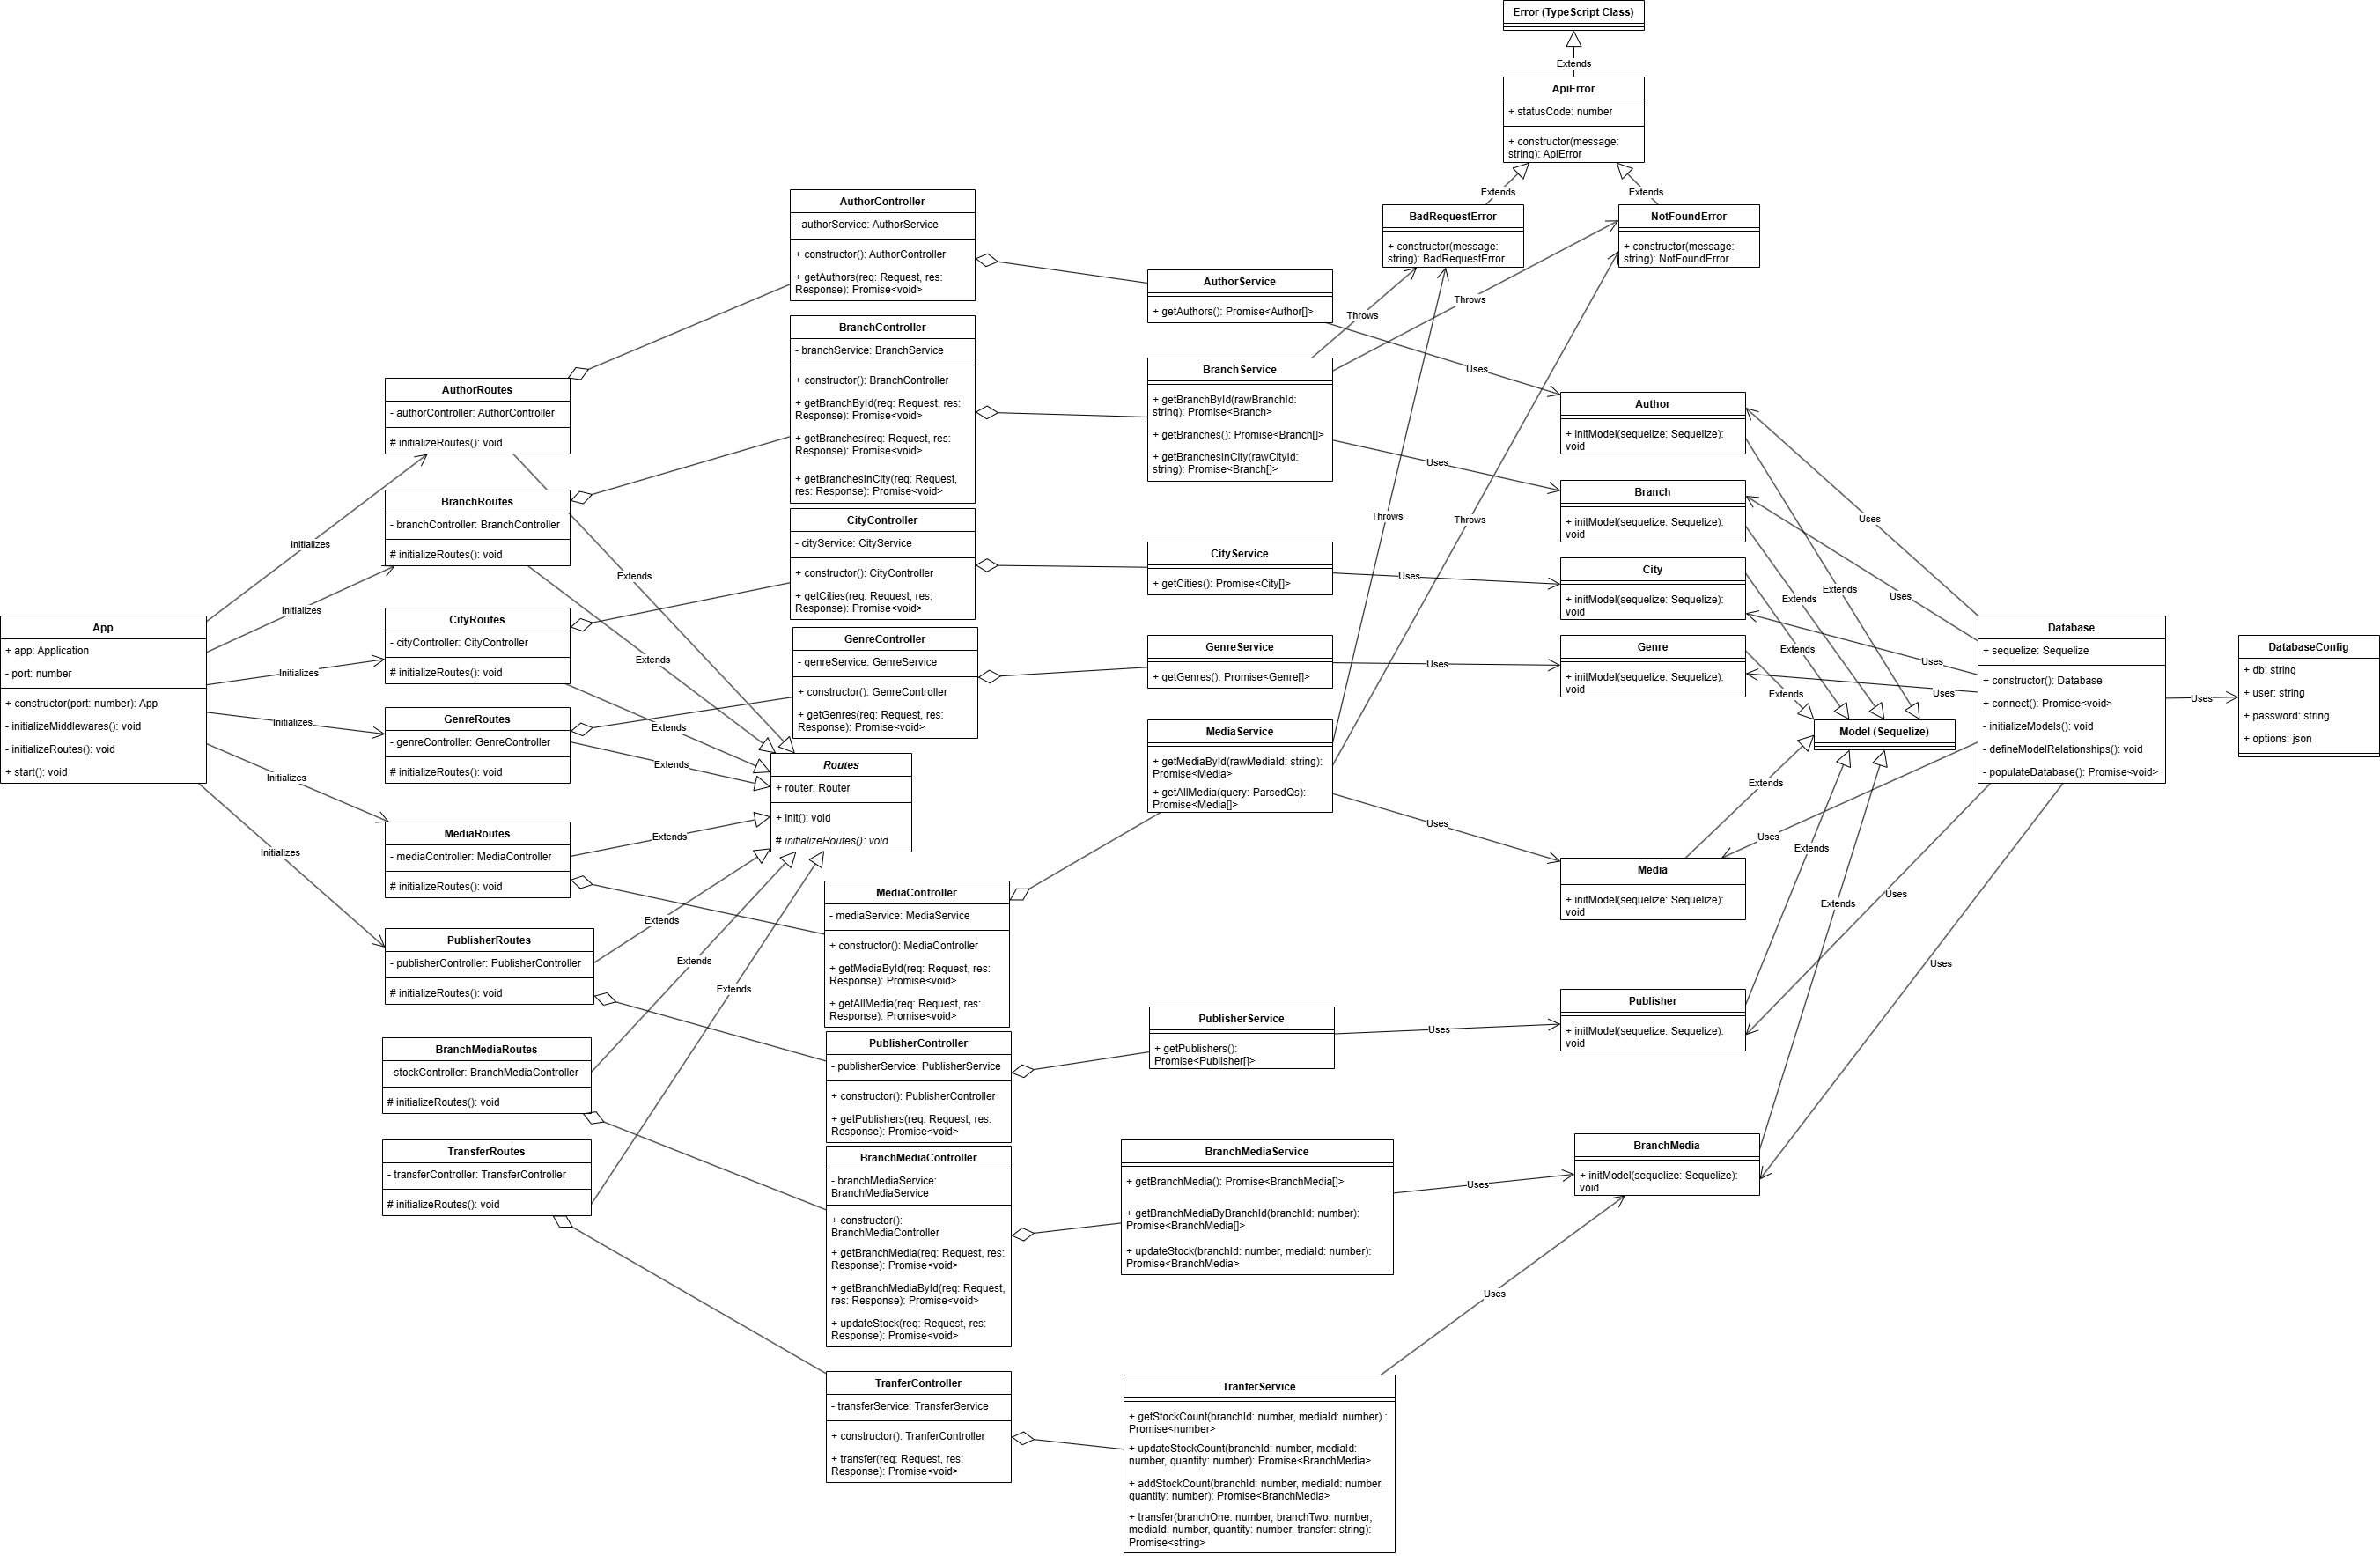 Error (TypeScript Class)
Extends
ApiError
+ statusCode: number
+ constructor(message:
string): ApiError
Extends
Extends
BadRequestError
+ constructor(message:
string): BadRequestError
NotFoundError
+ constructor(message:
string): NotFoundError
App
+ app: Application
- port: number
+ constructor(port: number): App
- initializeMiddlewares(): void
- initializeRoutes(): void
+ start(): void
Initializes
Initializes
Initializes
Initializes
Initializes
Initializes
AuthorRoutes
- authorController: AuthorController
# initializeRoutes(): void
BranchRoutes
- branchController: BranchController
# initializeRoutes(): void
CityRoutes
- cityController: CityController
# initializeRoutes(): void
GenreRoutes
- genreController: GenreController
# initializeRoutes(): void
MediaRoutes
- mediaController: MediaController
# initializeRoutes(): void
PublisherRoutes
- publisherController: PublisherController
# initializeRoutes(): void
BranchMediaRoutes
- stockController: BranchMediaController
# initializeRoutes(): void
TransferRoutes
- transferController: TransferController
# initializeRoutes(): void
Extends
Extends
Extends
Extends
Extends
Extends
Extends
Extends
Routes
+ router: Router
+ init(): void
# initializeRoutes(): void
AuthorController
- authorService: AuthorService
+ constructor(): AuthorController
+ getAuthors(req: Request, res:
Response): Promise<void>
BranchController
- branchService: BranchService
+ constructor(): BranchController
+ getBranchById(req: Request, res:
Response): Promise<void>
+ getBranches(req: Request, res:
Response): Promise<void>
+ getBranchesInCity(req: Request,
res: Response): Promise<void>
CityController
- cityService: CityService
+ constructor(): CityController
+ getCities(req: Request, res:
Response): Promise<void>
GenreController
- genreService: GenreService
+ constructor(): GenreController
+ getGenres(req: Request, res:
Response): Promise<void>
MediaController
- mediaService: MediaService
+ constructor(): MediaController
+ getMediaById(req: Request, res:
Response): Promise<void>
+ getAllMedia(req: Request, res:
Response): Promise<void>
PublisherController
- publisherService: PublisherService
+ constructor(): PublisherController
+ getPublishers(req: Request, res:
Response): Promise<void>
BranchMediaController
- branchMediaService:
BranchMediaService
+ constructor():
BranchMediaController
+ getBranchMedia(req: Request, res:
Response): Promise<void>
+ getBranchMediaById(req: Request,
res: Response): Promise<void>
+ updateStock(req: Request, res:
Response): Promise<void>
TranferController
- transferService: TransferService
+ constructor(): TranferController
+ transfer(req: Request, res:
Response): Promise<void>
AuthorService
+ getAuthors(): Promise<Author[]>
BranchService
+ getBranchById(rawBranchId:
string): Promise<Branch>
+ getBranches(): Promise<Branch[]>
+ getBranchesInCity(rawCityId:
string): Promise<Branch[]>
CityService
+ getCities(): Promise<City[]>
GenreService
+ getGenres(): Promise<Genre[]>
MediaService
+ getMediaById(rawMediaId: string):
Promise<Media>
+ getAllMedia(query: ParsedQs):
Promise<Media[]>
PublisherService
+ getPublishers():
Promise<Publisher[]>
BranchMediaService
+ getBranchMedia(): Promise<BranchMedia[]>
+ getBranchMediaByBranchId(branchId: number):
Promise<BranchMedia[]>
+ updateStock(branchId: number, mediaId: number):
Promise<BranchMedia>
TranferService
+ getStockCount(branchId: number, mediaId: number) :
Promise<number>
+ updateStockCount(branchId: number, mediaId:
number, quantity: number): Promise<BranchMedia>
+ addStockCount(branchId: number, mediaId: number,
quantity: number): Promise<BranchMedia>
+ transfer(branchOne: number, branchTwo: number,
mediaId: number, quantity: number, transfer: string):
Promise<string>
Throws
Throws
Throws
Throws
Uses
Uses
Uses
Uses
Uses
Uses
Uses
Uses
Author
+ initModel(sequelize: Sequelize):
void
Branch
+ initModel(sequelize: Sequelize):
void
City
+ initModel(sequelize: Sequelize):
void
Genre
+ initModel(sequelize: Sequelize):
void
Media
+ initModel(sequelize: Sequelize):
void
Publisher
+ initModel(sequelize: Sequelize):
void
BranchMedia
+ initModel(sequelize: Sequelize):
void
Extends
Extends
Extends
Extends
Extends
Extends
Extends
Model (Sequelize)
Uses
Uses
Uses
Uses
Uses
Uses
Uses
Database
+ sequelize: Sequelize
+ constructor(): Database
+ connect(): Promise<void>
- initializeModels(): void
- defineModelRelationships(): void
- populateDatabase(): Promise<void>
Uses
DatabaseConfig
+ db: string
+ user: string
+ password: string
+ options: json